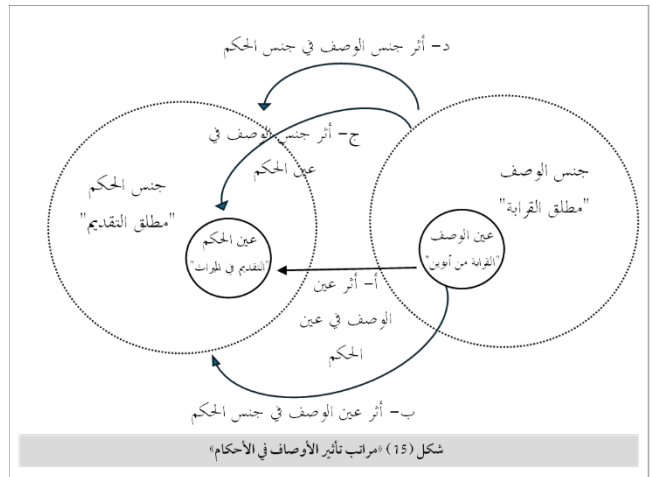 د- أثر جنس الوصف في جنس الحكم
ج- أثر جنس الوصف في
عين الحكم
جنس الوصف
"مطلق القرابة"
جنس الحكم
"مطلق التقديم"
عين الوصف
"القرابة من أبوين"
عين الحكم
"التقديم في الميراث"
أ- أثر عين
الوصف في عين
الحكم
ب- أثر عين الوصف في جنس الحكم
شكل (15) «مراتب تأثير الأوصاف في الأحكام»